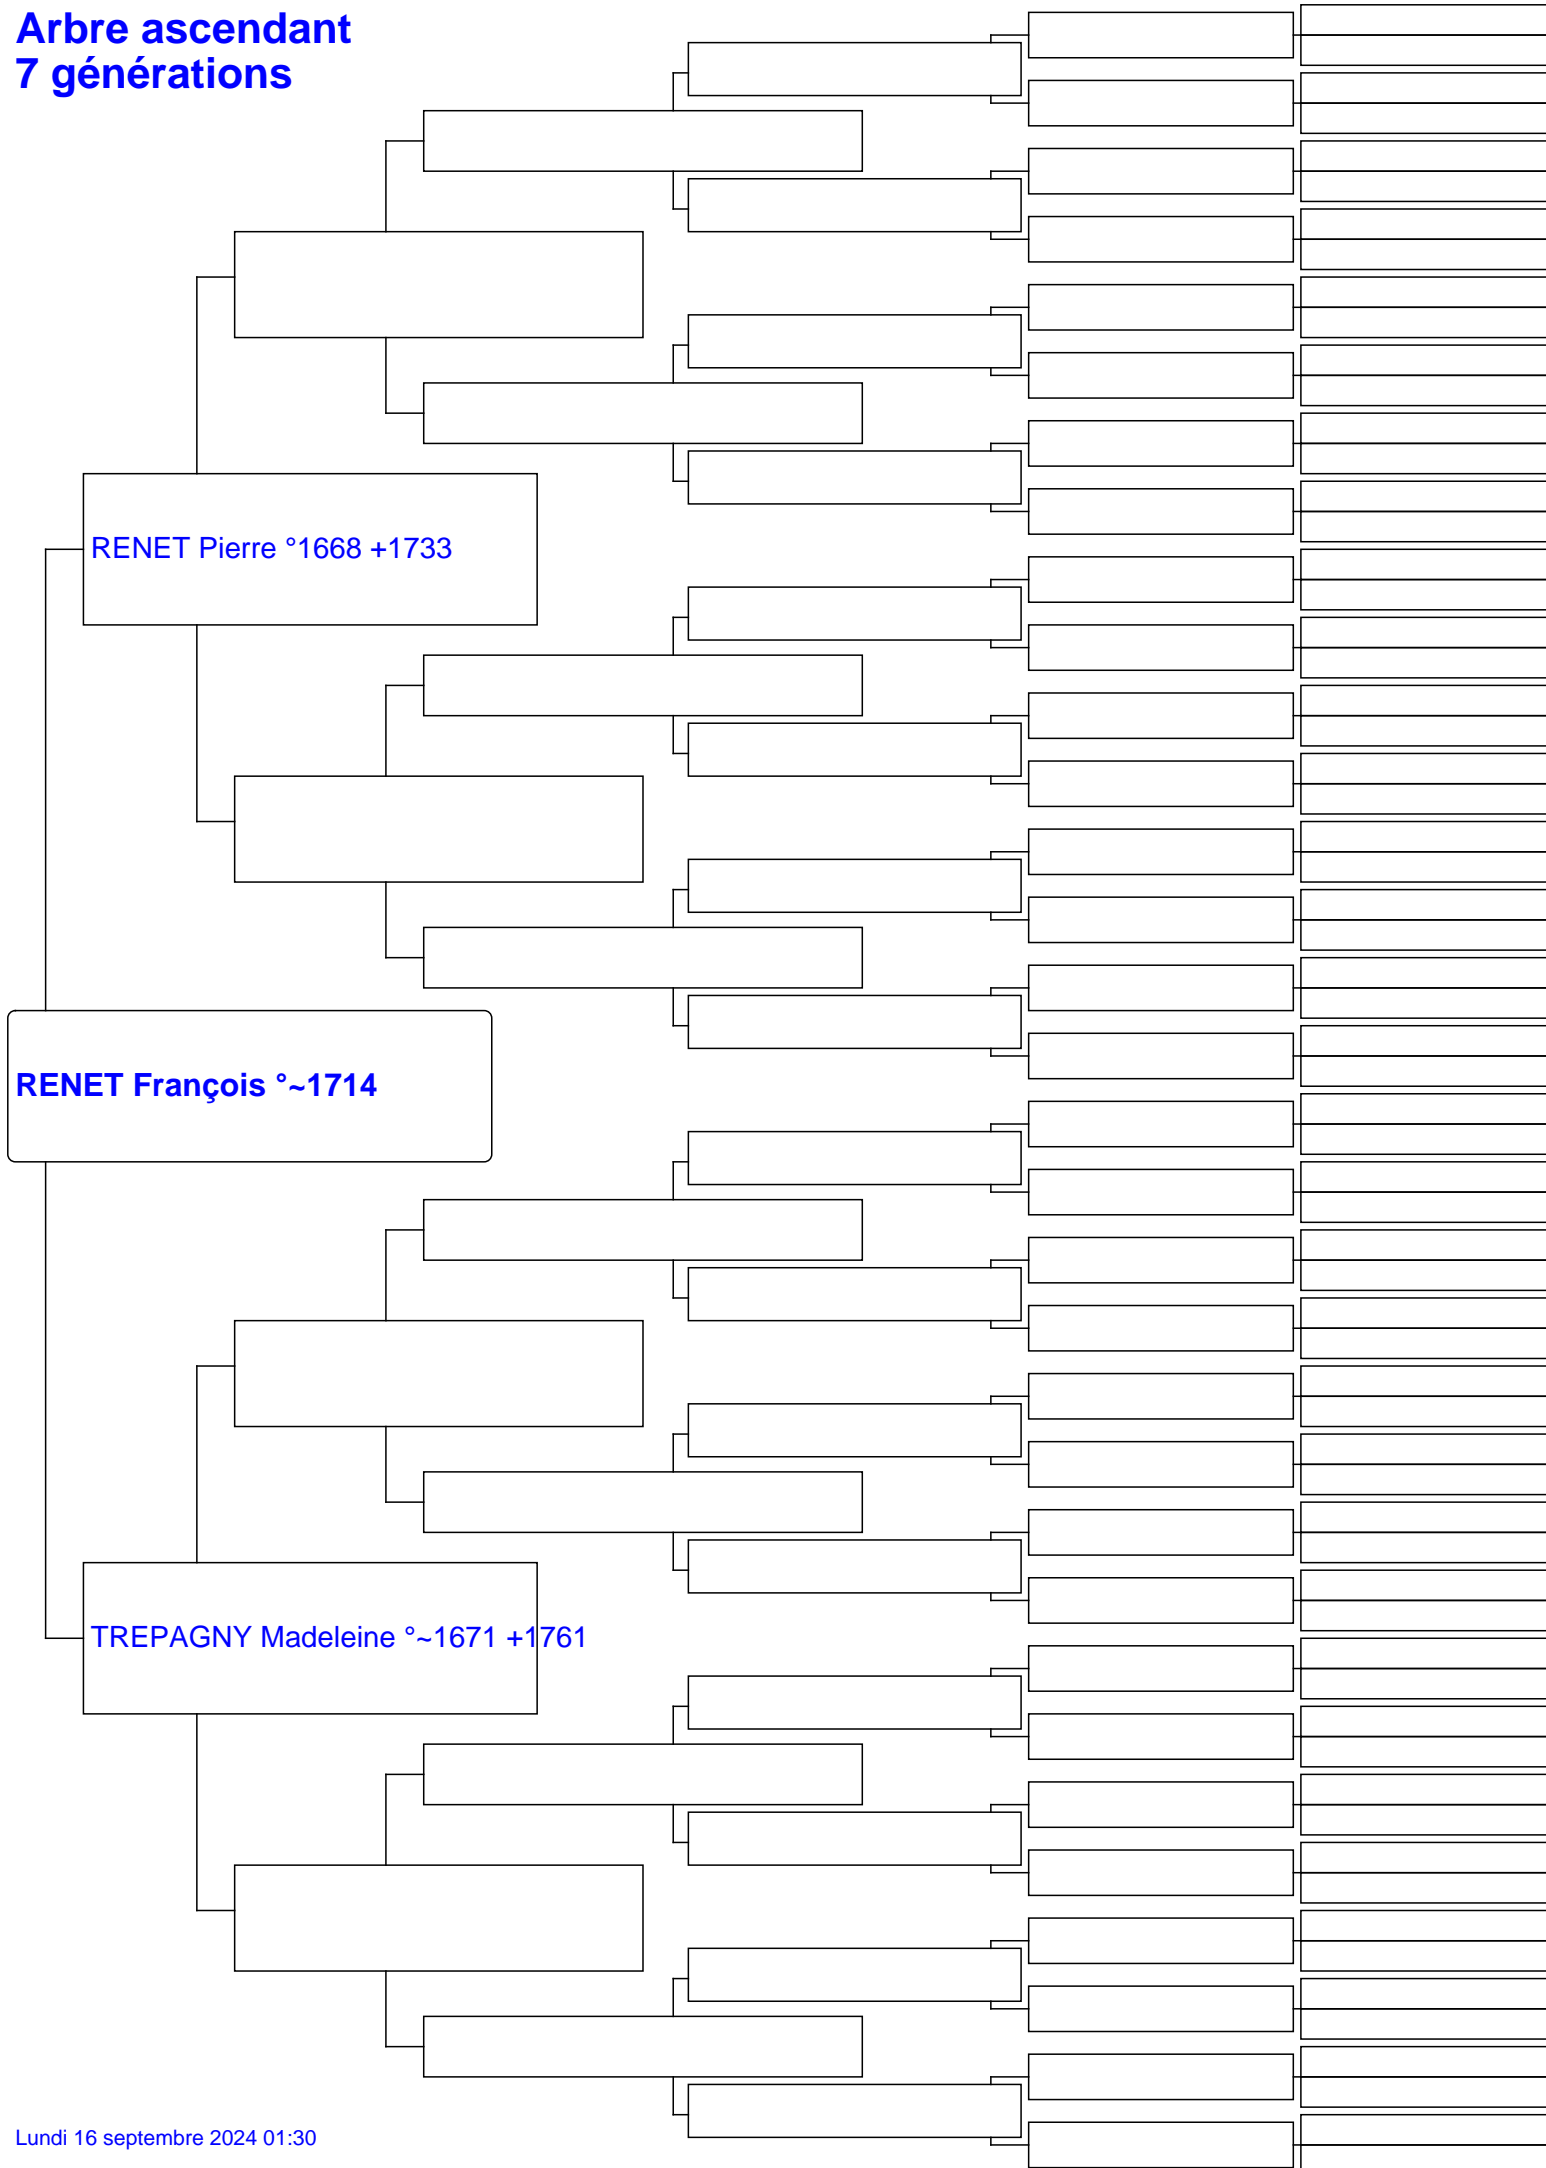 Arbre ascendant
7 générations
RENET Pierre °1668 +1733
RENET François °~1714
TREPAGNY Madeleine °~1671 +1761
Lundi 16 septembre 2024 01:30